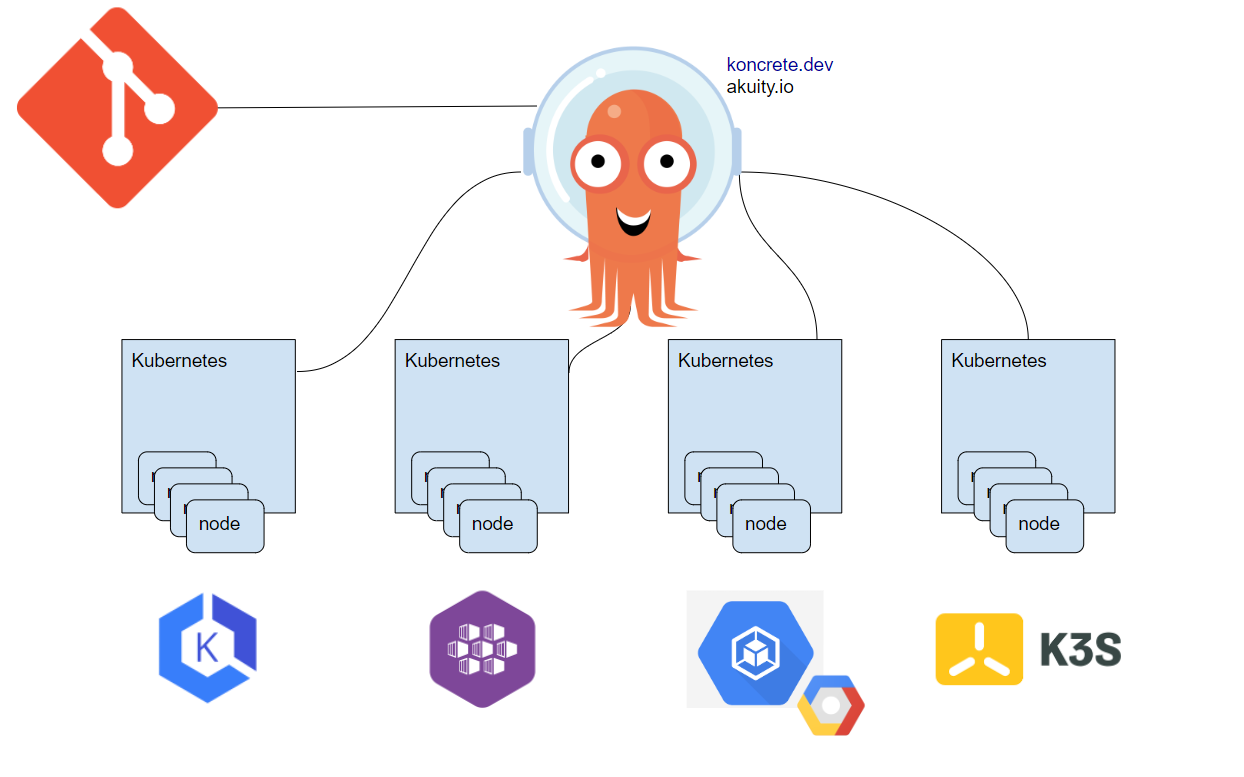 koncrete.dev
akuity.io
Kubernetes
Kubernetes
Kubernetes
Kubernetes
node
node
node
node
K
K3S